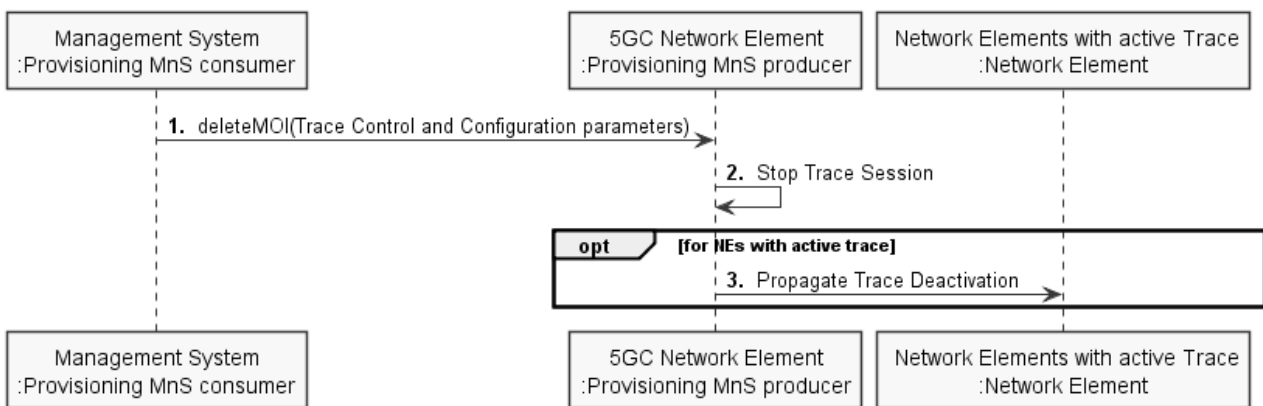 Management System
:Provisioning MnS consumer
5GC Network Element
:Provisioning MnS producer
Network Elements with active Trace
:Network Element
1. deleteMOI(Trace Control and Configuration parameters)
2. Stop Trace Session
opt [for NEs with active trace]
3. Propagate Trace Deactivation
Management System
:Provisioning MnS consumer
5GC Network Element
:Provisioning MnS producer
Network Elements with active Trace
:Network Element